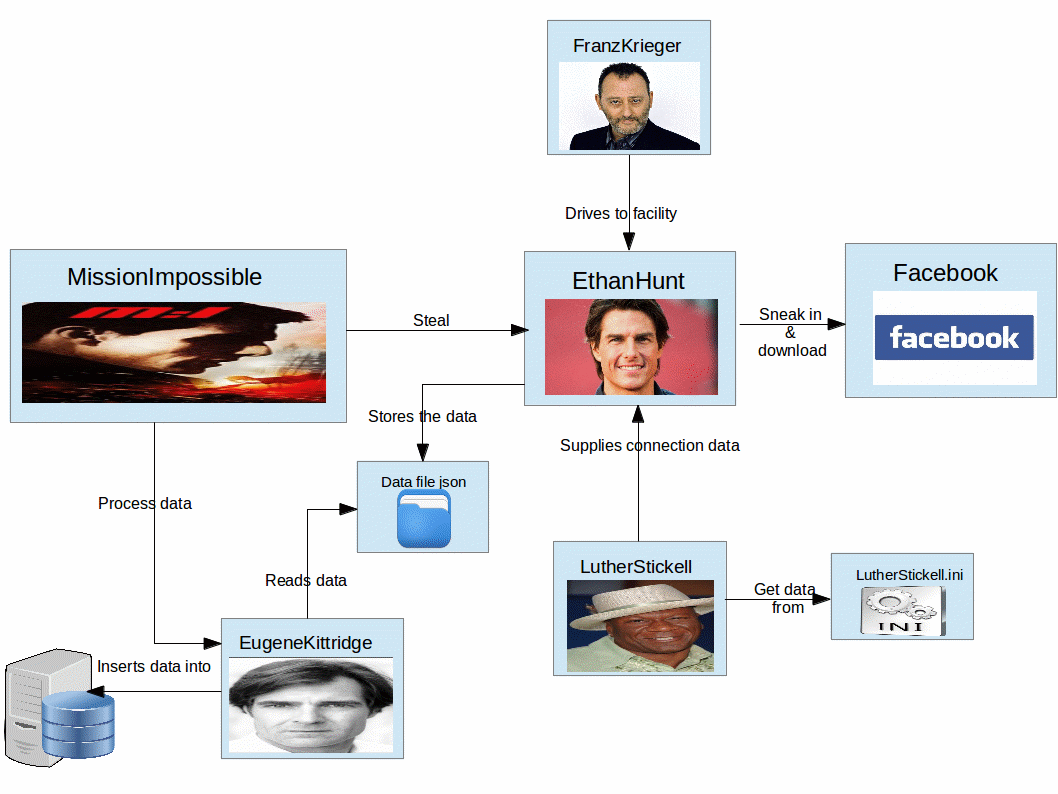 FranzKrieger
Drives to facility
MissionImpossible
M:I
Steal
EthanHunt
Sneak in
&
download
Facebook
facebook
Stores the data
Supplies connection data
Data file json
Process data
Reads data
LutherStickell
Get data
from
LutherStickell.ini
INI
EugeneKittridge
Inserts data into